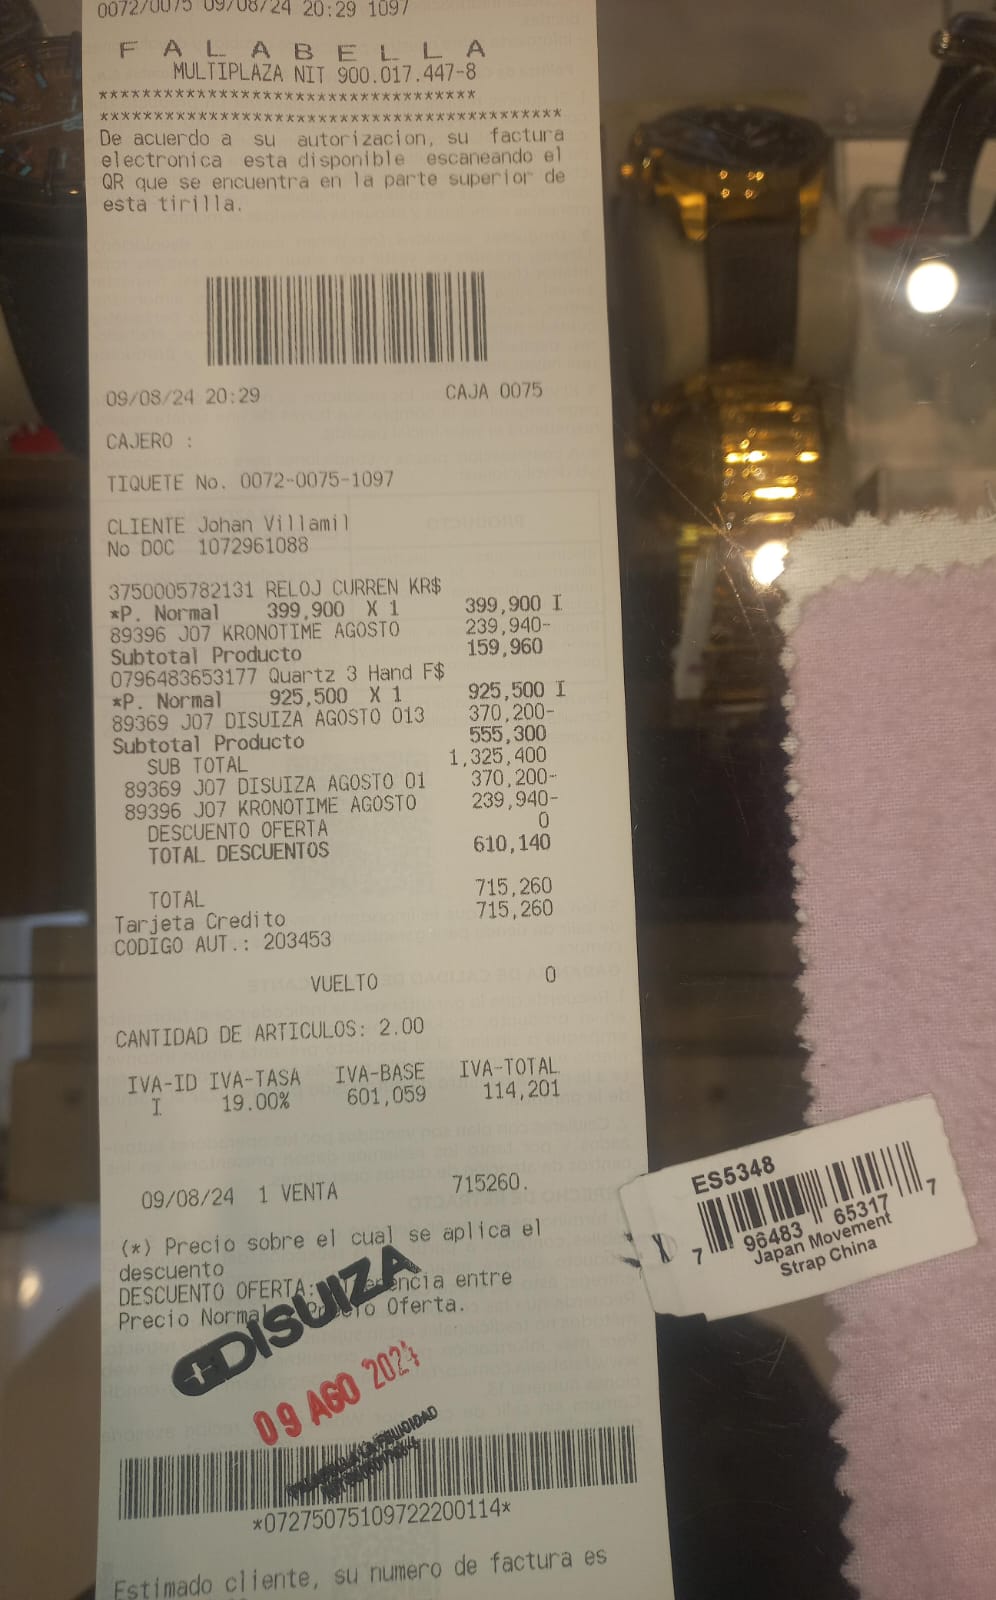 0072/0075 09/08/24 20:29 1097
F A L A B E L L A
MULTIPLAZA NIT 900.017.447-8
***********************************
*******************************************
De acuerdo a su autorizacion, su factura
electronica esta disponible escaneando el
QR que se encuentra en la parte superior de
esta tirilla.
09/08/24 20:29 CAJA 0075
CAJERO :
TIQUETE No. 0072-0075-1097
CLIENTE Johan Villamil
No DOC 1072961088
3750005782131 RELOJ CURREN KR$
*P. Normal 399,900 X 1 399,900 I
89396 J07 KRONOTIME AGOSTO 239,940-
Subtotal Producto 159,960
0796483653177 Quartz 3 Hand F$
*P. Normal 925,500 X 1 925,500 I
89369 J07 DISUIZA AGOSTO 013 370,200-
Subtotal Producto 555,300
SUB TOTAL 1,325,400
89369 J07 DISUIZA AGOSTO 01 370,200-
89396 J07 KRONOTIME AGOSTO 239,940-
DESCUENTO OFERTA 0
TOTAL DESCUENTOS 610,140
TOTAL 715,260
Tarjeta Credito 715,260
CODIGO AUT.: 203453
VUELTO 0
CANTIDAD DE ARTICULOS: 2.00
IVA-ID IVA-TASA IVA-BASE IVA-TOTAL
I 19.00% 601,059 114,201
09/08/24 1 VENTA 715260.
(*) Precio sobre el cual se aplica el
descuento
DESCUENTO OFERTA: entre
Precio Normal Oferta.
DISUIZA
09 AGO 2024
*07275075109722200114*
Estimado cliente, su numero de factura es
ES5348
7 96483 65317 7
Japan Movement
Strap China